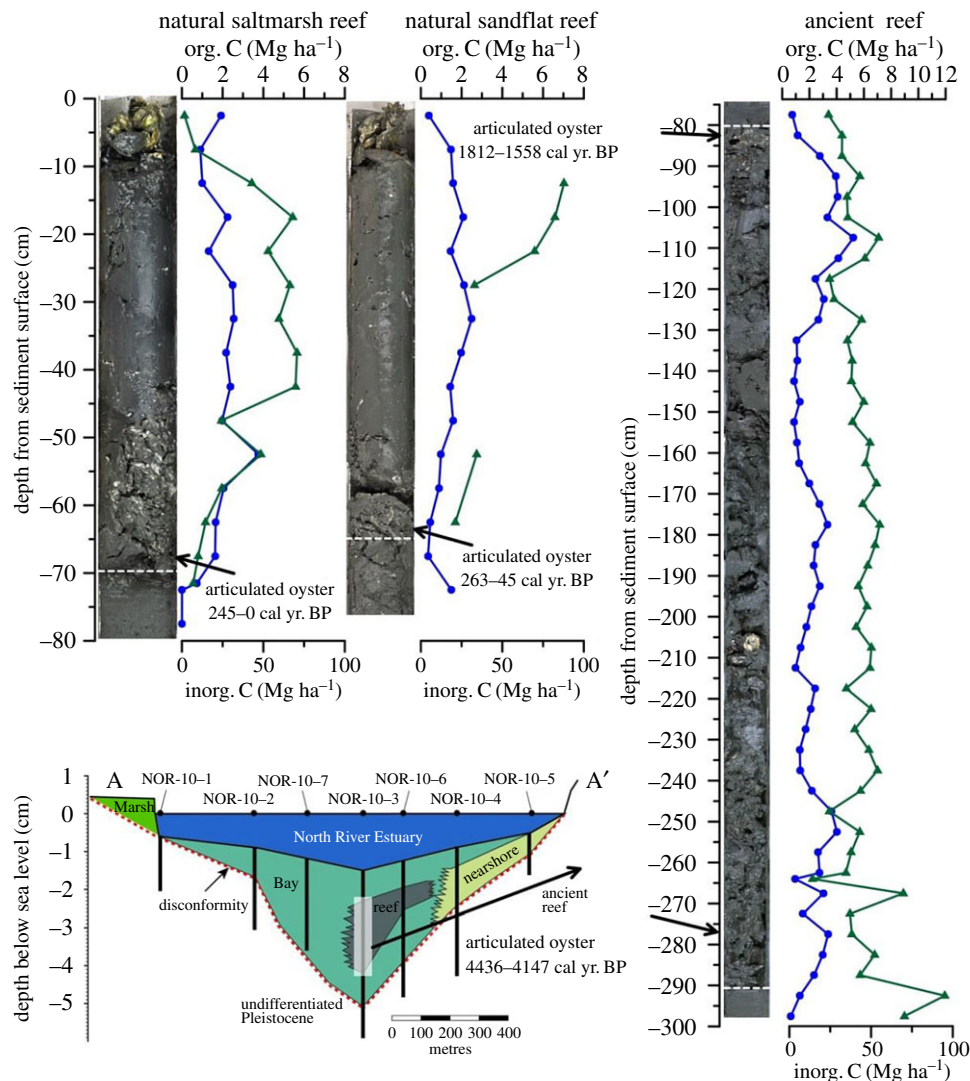 natural saltmarsh reef
org. C (Mg ha⁻¹)
0 2 4 6 8
natural sandflat reef
org. C (Mg ha⁻¹)
0 2 4 6 8
ancient reef
org. C (Mg ha⁻¹)
0 2 4 6 8 10 12
depth from sediment surface (cm)
0
–10
–20
–30
–40
–50
–60
–70
–80
articulated oyster
1812–1558 cal yr. BP
articulated oyster
263–45 cal yr. BP
articulated oyster
245–0 cal yr. BP
0 50 100
inorg. C (Mg ha⁻¹)
0 50 100
inorg. C (Mg ha⁻¹)
depth from sediment surface (cm)
–80
–90
–100
–110
–120
–130
–140
–150
–160
–170
–180
–190
–200
–210
–220
–230
–240
–250
–260
–270
–280
–290
–300
0 50 100
inorg. C (Mg ha⁻¹)
depth below sea level (cm)
1
0
–1
–2
–3
–4
–5
A
A′
NOR-10–1
NOR-10–7
NOR-10–6
NOR-10–5
NOR-10–2
NOR-10–3
NOR-10–4
Marsh
North River Estuary
Bay
nearshore
disconformity
reef
ancient
reef
articulated oyster
4436–4147 cal yr. BP
undifferentiated
Pleistocene
0 100 200 300 400
metres